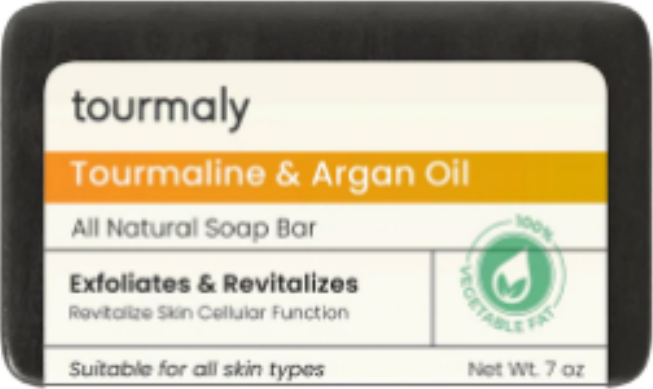 tourmaly
Tourmaline & Argan Oil
All Natural Soap Bar
100%
VEGETABLE FAT
Exfoliates & Revitalizes
Revitalize Skin Cellular Function
Suitable for all skin types
Net Wt. 7 oz